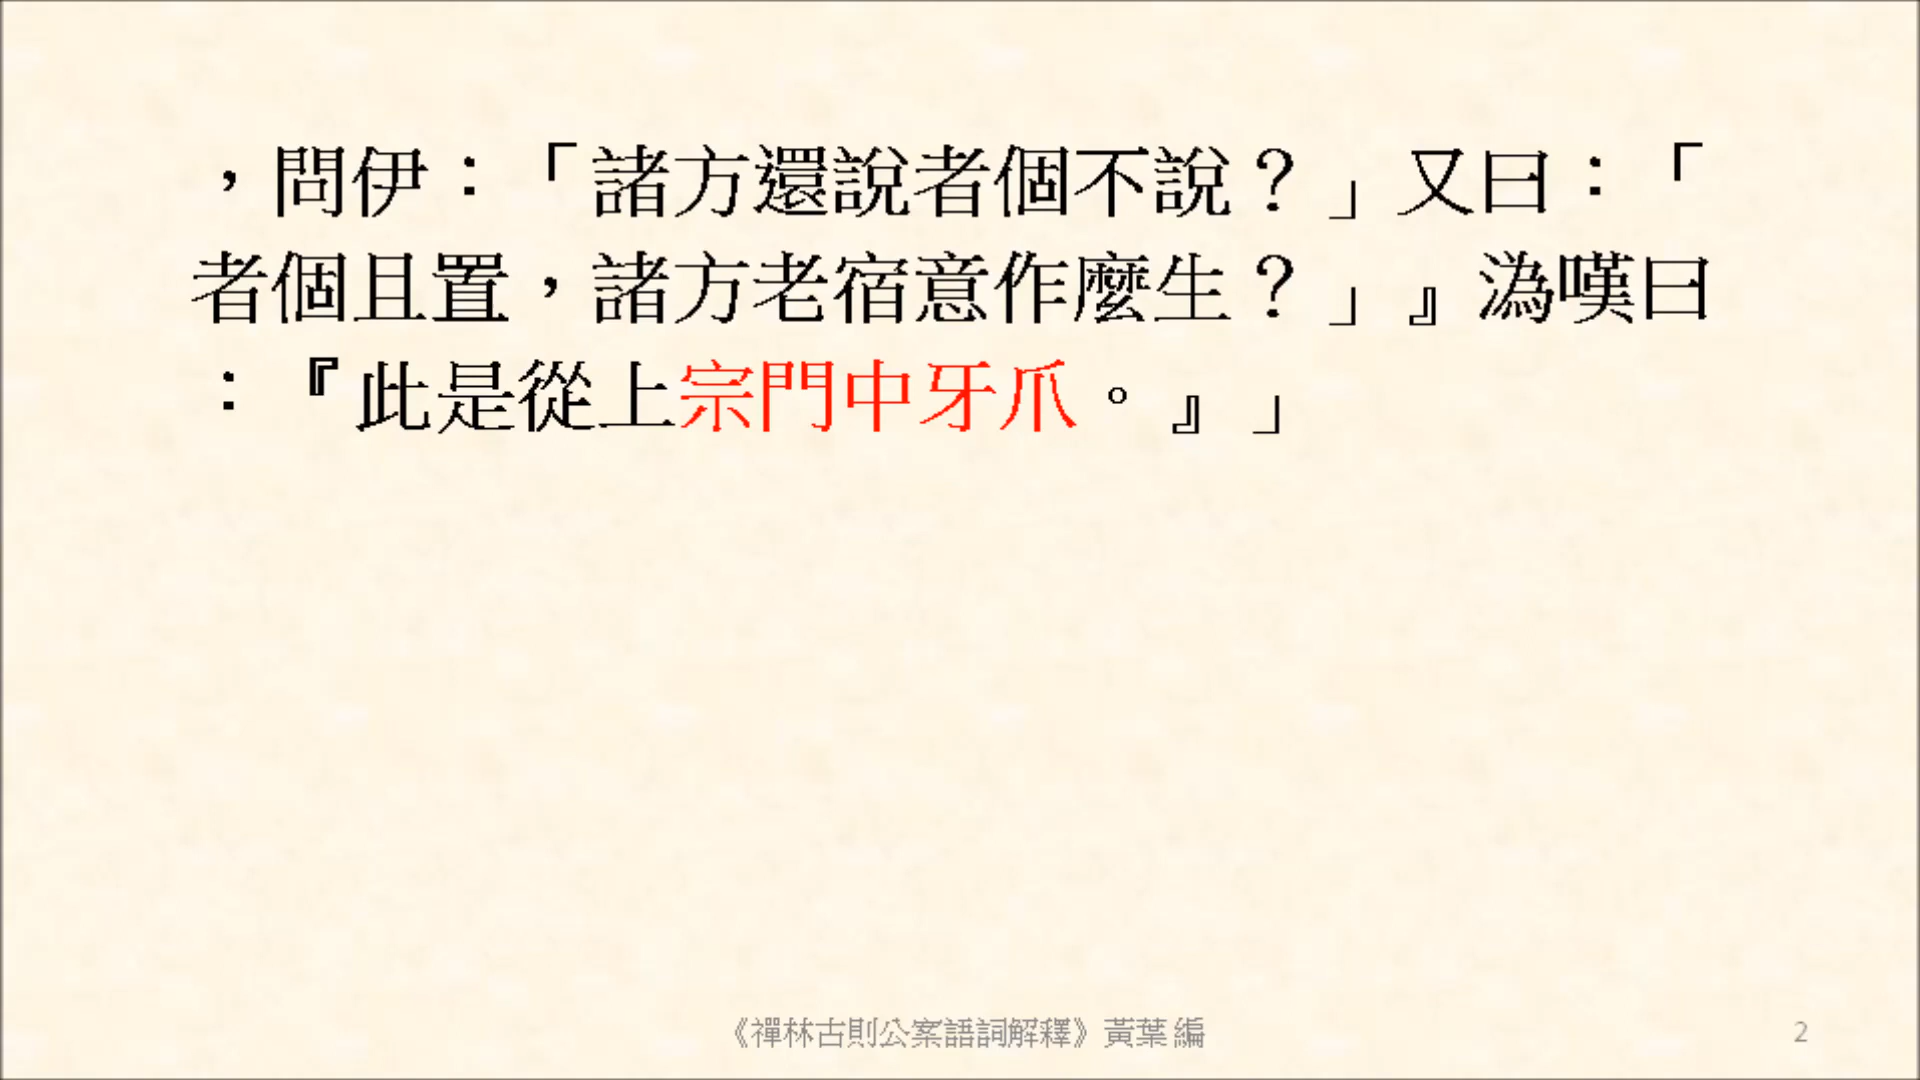 ，問伊：「諸方還說者個不說？」又曰：「
者個且置，諸方老宿意作麼生？」』溈嘆曰
：『此是從上宗門中牙爪。』」
《禪林古則公案語詞解釋》黃葉 編
2